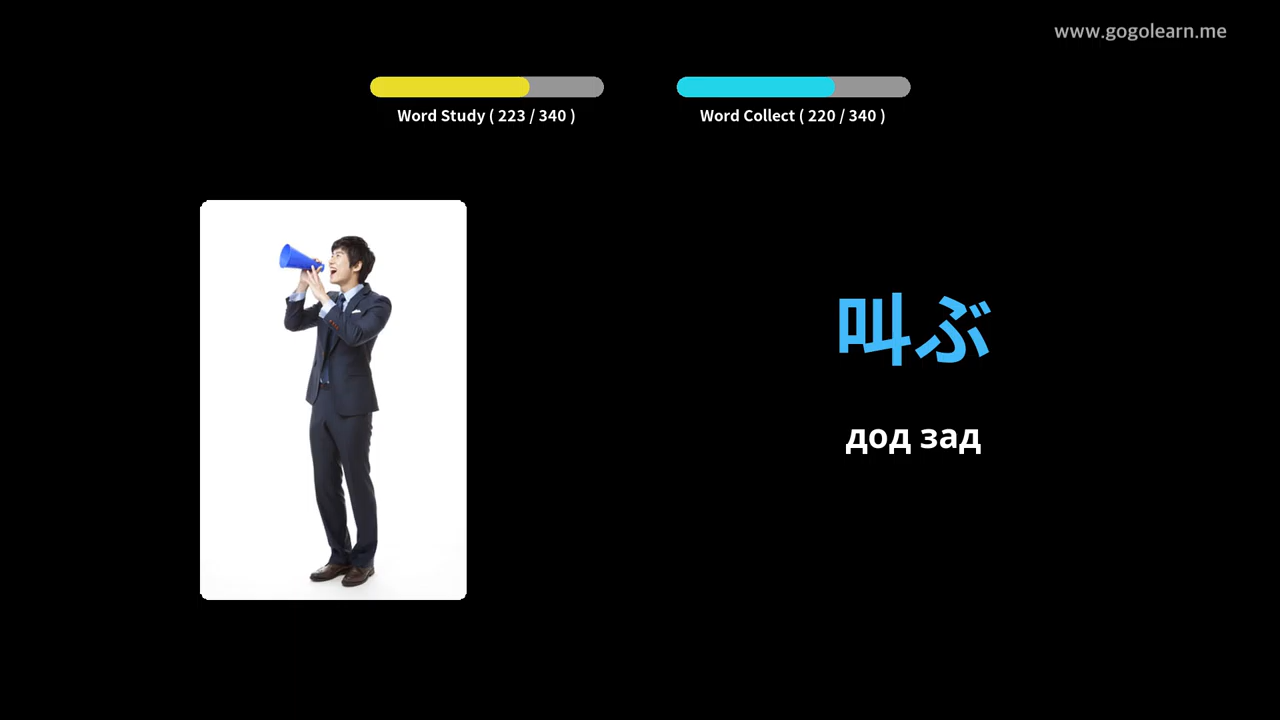 www.gogolearn.me
Word Study ( 223 / 340 )
Word Collect ( 220 / 340 )
叫ぶ
дод зад